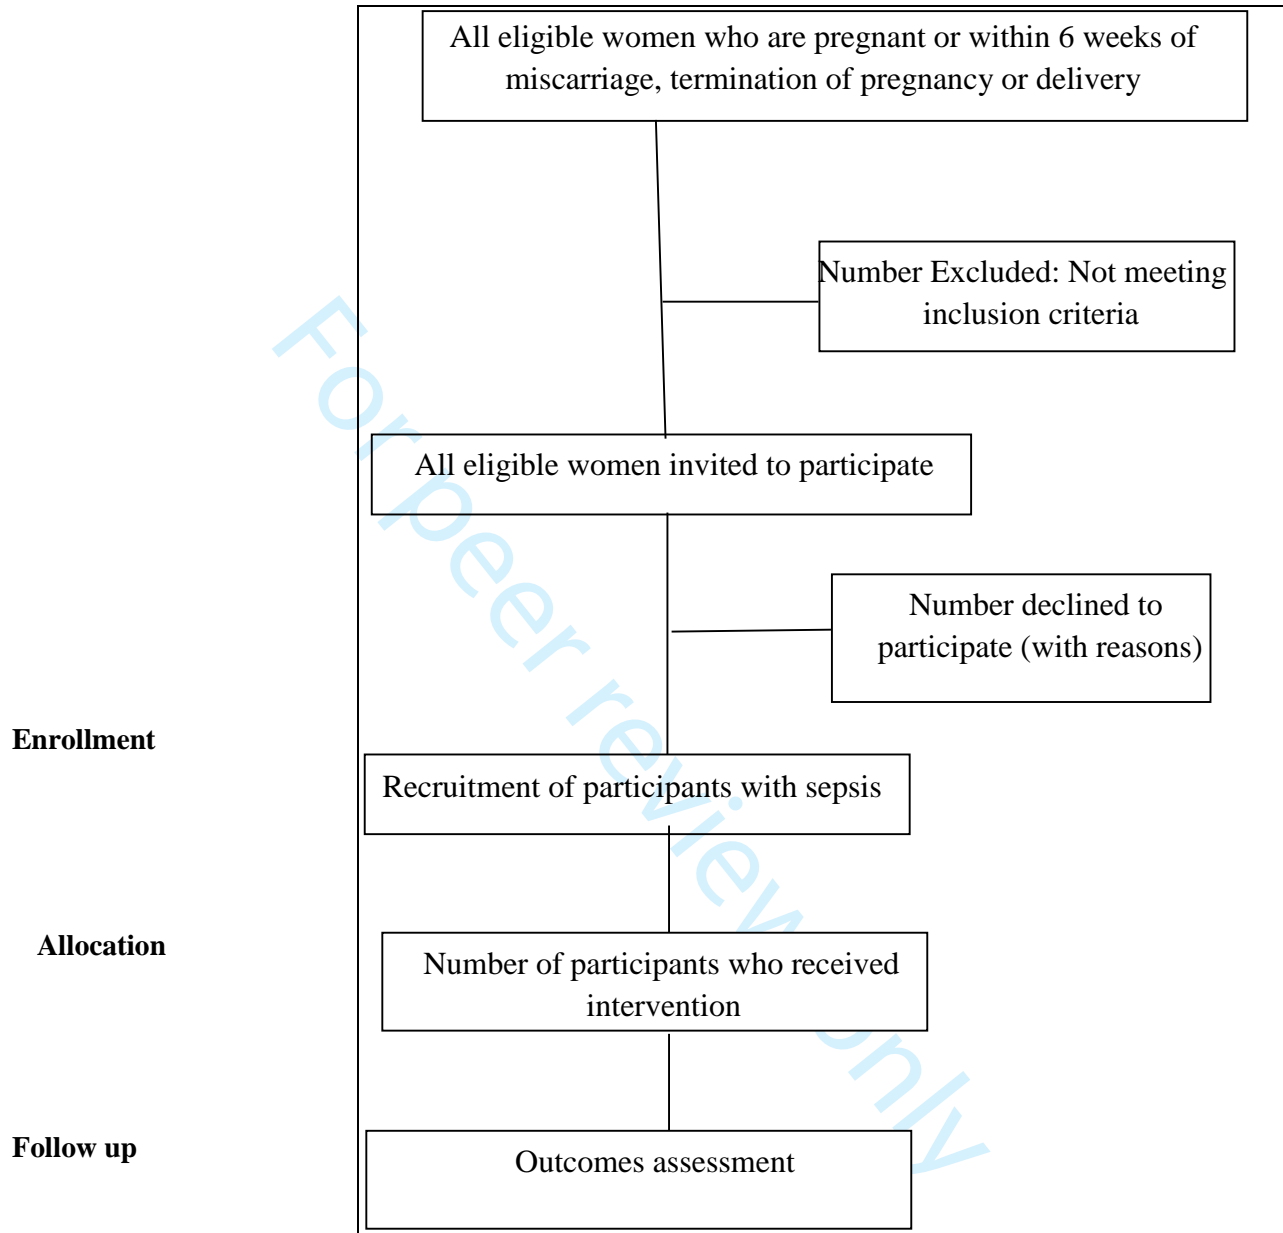 All eligible women who are pregnant or within 6 weeks of
miscarriage, termination of pregnancy or delivery
Number Excluded: Not meeting
inclusion criteria
All eligible women invited to participate
Number declined to
participate (with reasons)
Enrollment
Recruitment of participants with sepsis
Allocation
Number of participants who received
intervention
Follow up
Outcomes assessment
For peer review only